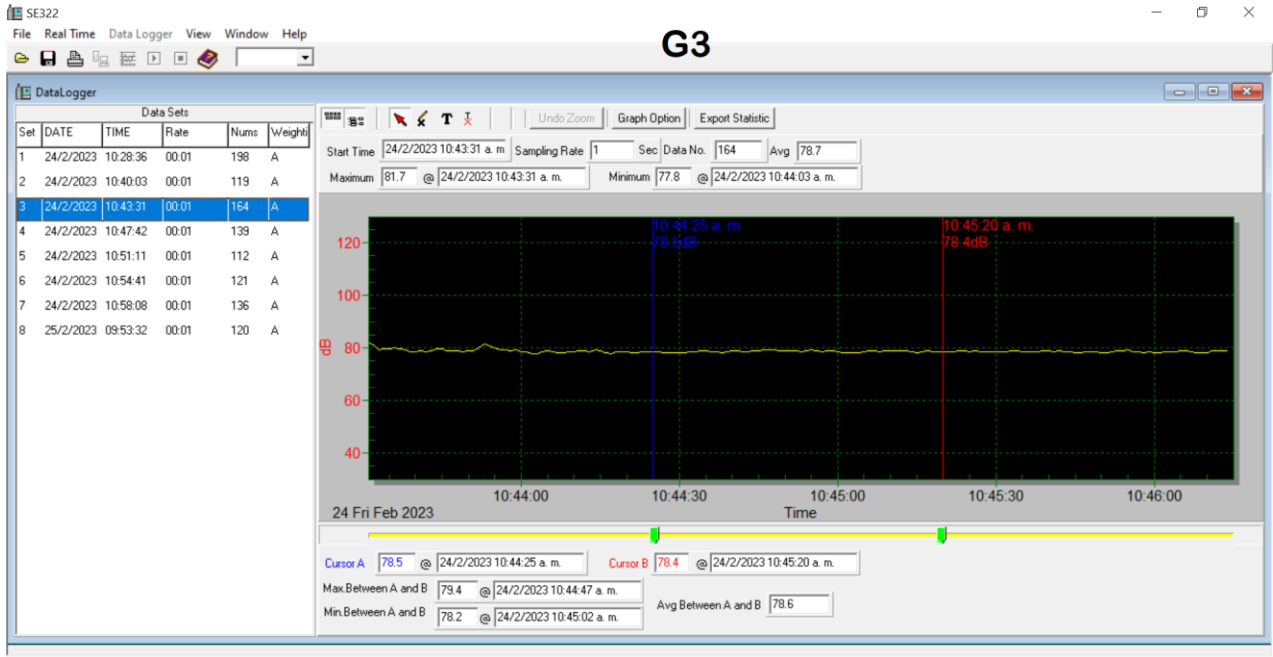 SE322
File Real Time Data Logger View Window Help
G3
DataLogger
Data Sets
Set DATE TIME Rate Nums Weighti
1 24/2/2023 10:28:36 00:01 198 A
2 24/2/2023 10:40:03 00:01 119 A
3 24/2/2023 10:43:31 00:01 164 A
4 24/2/2023 10:47:42 00:01 139 A
5 24/2/2023 10:51:11 00:01 112 A
6 24/2/2023 10:54:41 00:01 121 A
7 24/2/2023 10:58:08 00:01 136 A
8 25/2/2023 09:53:32 00:01 120 A
T Undo Zoom Graph Option Export Statistic
Start Time 24/2/2023 10:43:31 a. m Sampling Rate 1 Sec Data No. 164 Avg 78.7
Maximum 81.7 @ 24/2/2023 10:43:31 a. m. Minimum 77.8 @ 24/2/2023 10:44:03 a. m.
10:44:25 a. m. 10:45:20 a. m.
78.5dB 78.4dB
120
100
dB 80
60
40
10:44:00 10:44:30 10:45:00 10:45:30 10:46:00
24 Fri Feb 2023 Time
Cursor A 78.5 @ 24/2/2023 10:44:25 a. m. Cursor B 78.4 @ 24/2/2023 10:45:20 a. m.
Max.Between A and B 79.4 @ 24/2/2023 10:44:47 a. m.
Min.Between A and B 78.2 @ 24/2/2023 10:45:02 a. m.
Avg Between A and B 78.6